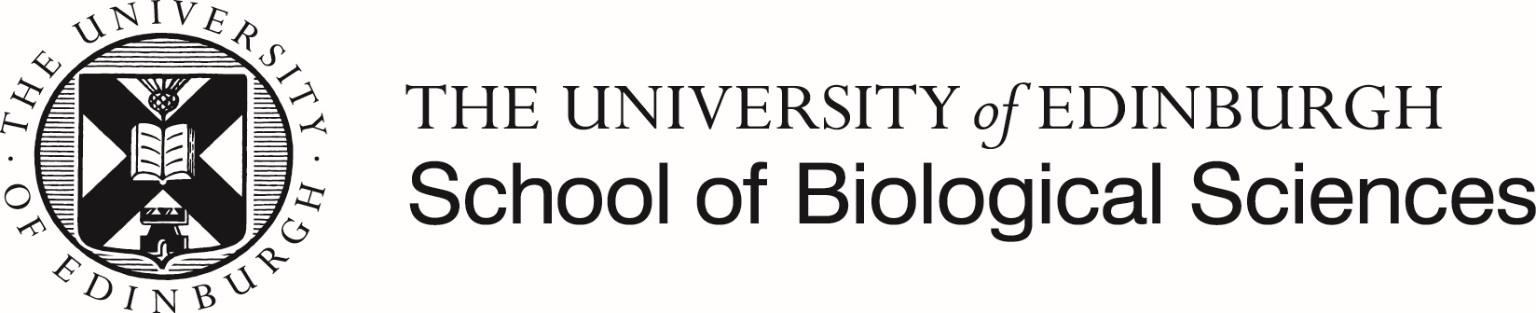 THE UNIVERSITY
· OF EDINBURGH ·
THE UNIVERSITY of EDINBURGH
School of Biological Sciences